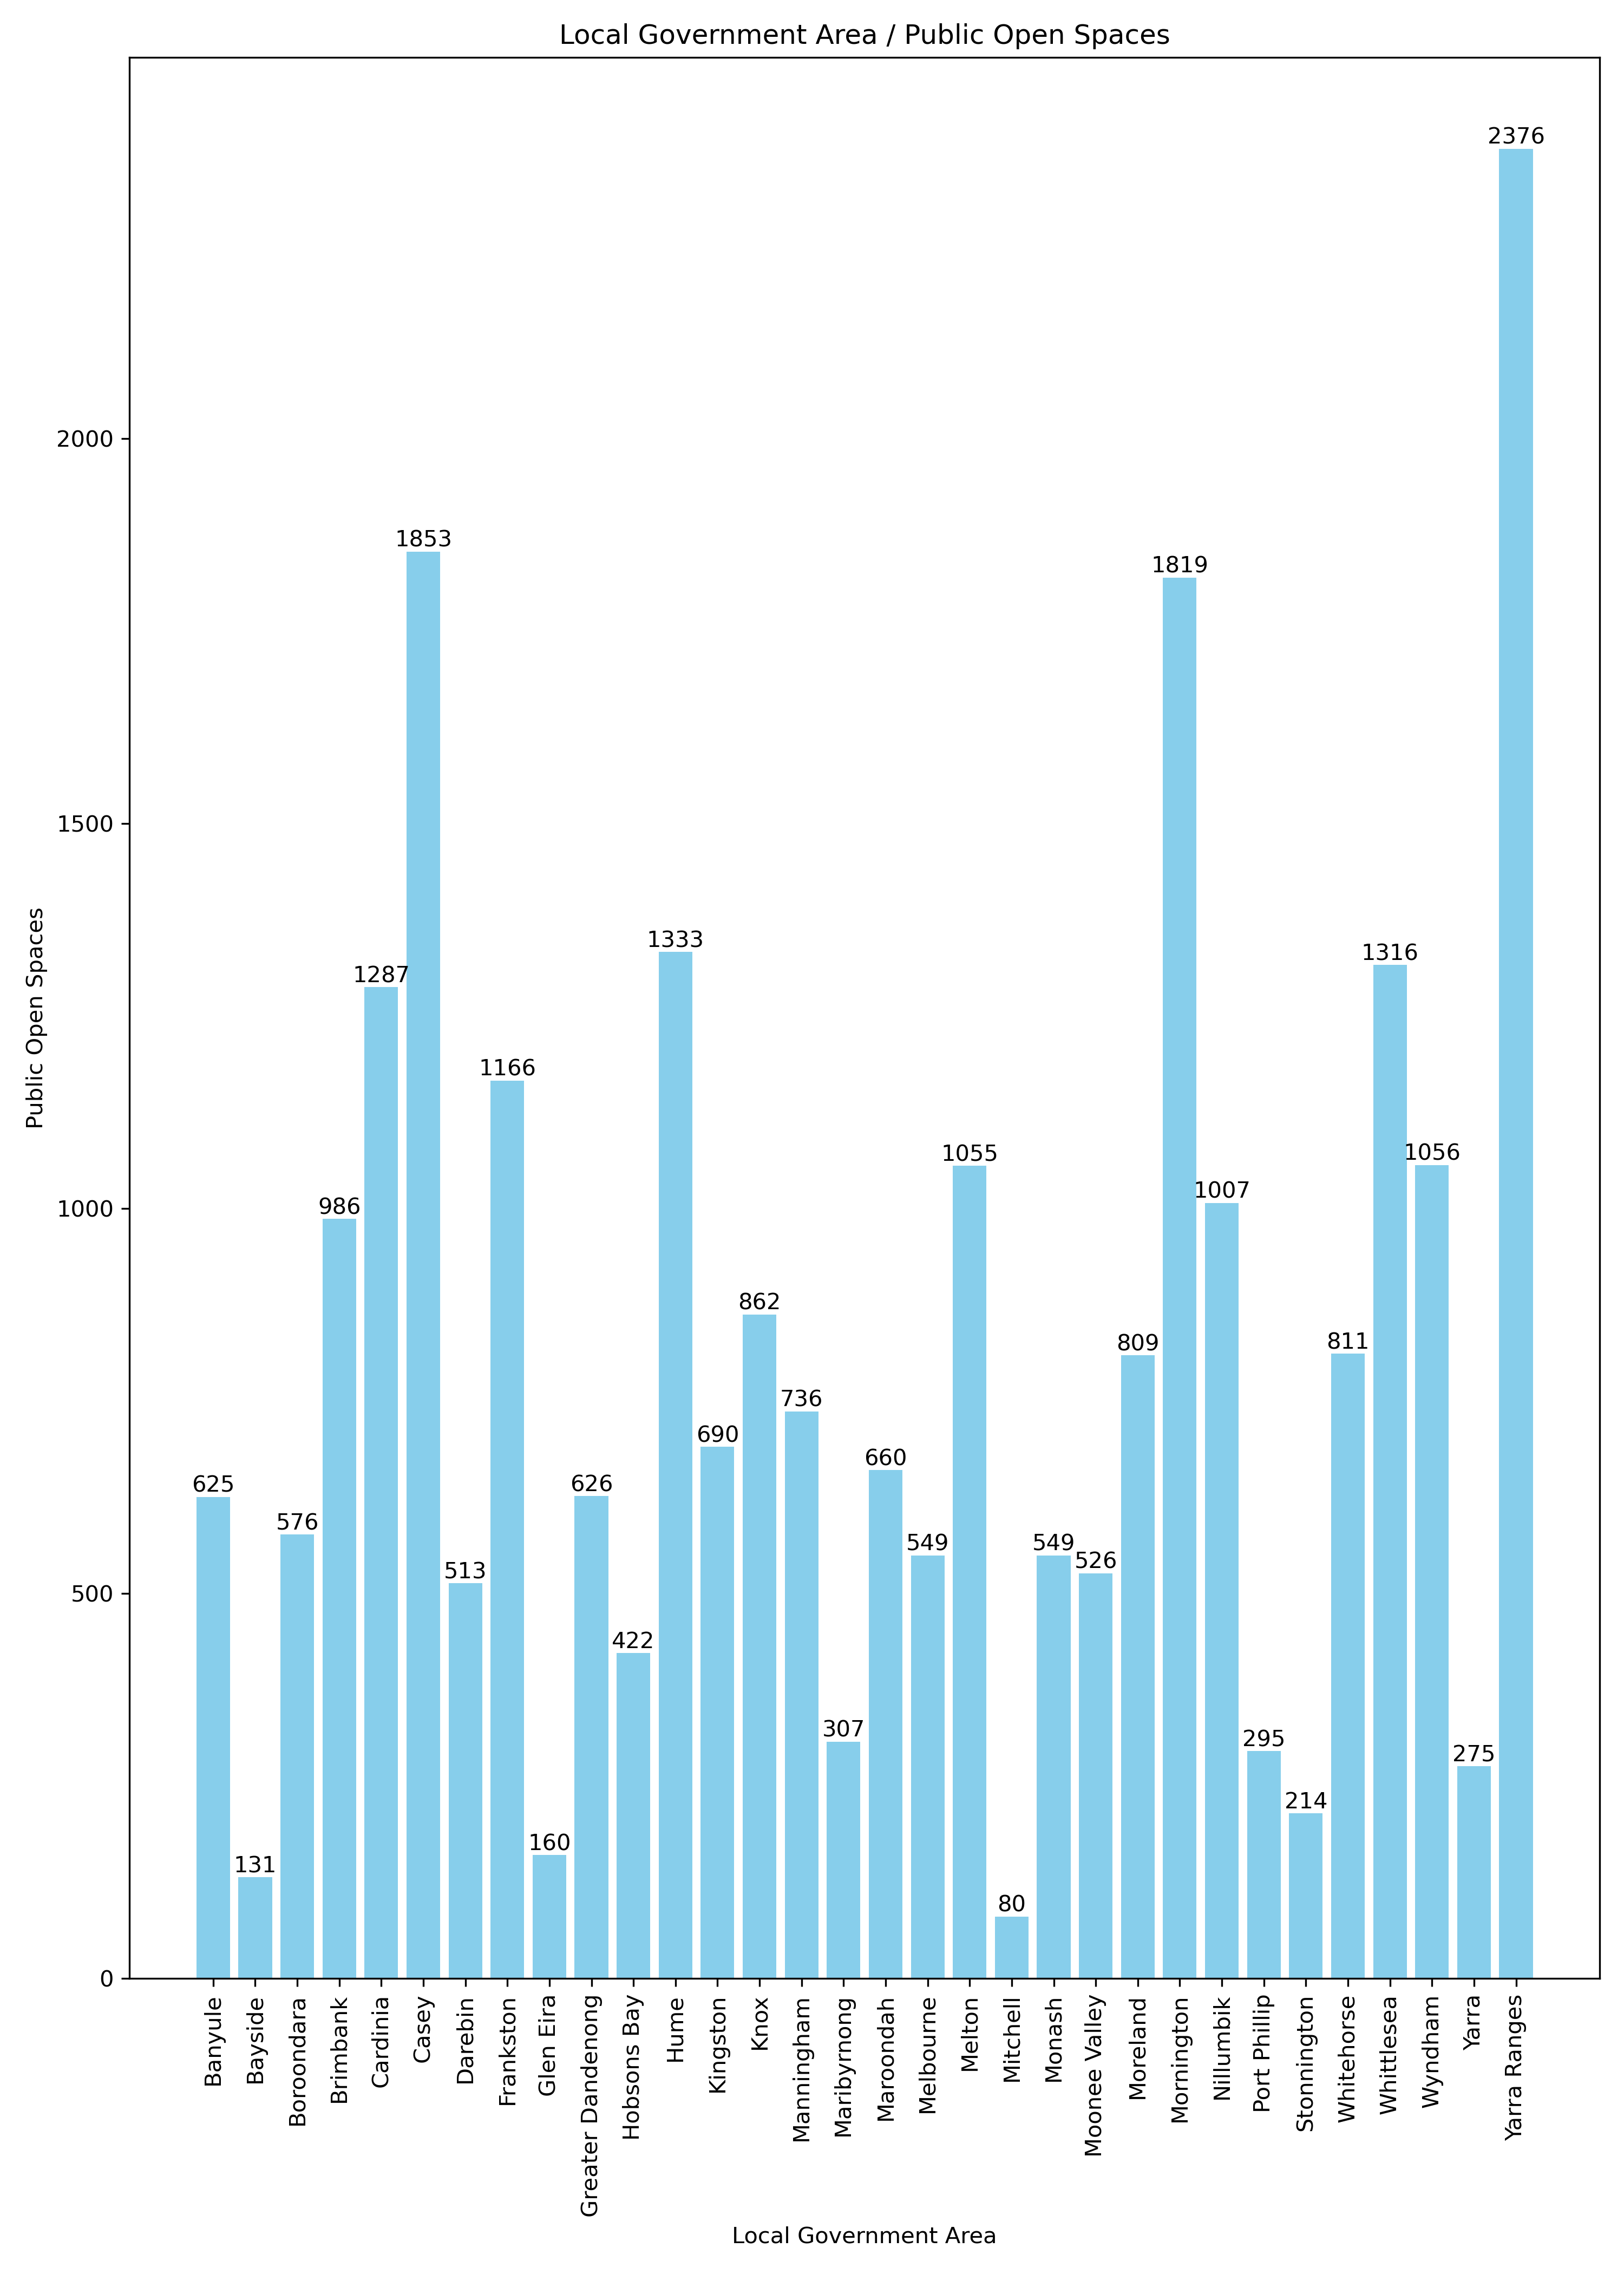 Local Government Area / Public Open Spaces
Public Open Spaces
2000
1500
1000
500
0
625
131
576
986
1287
1853
513
1166
160
626
422
1333
690
862
736
307
660
549
1055
80
549
526
809
1819
1007
295
214
811
1316
1056
275
2376
Banyule
Bayside
Boroondara
Brimbank
Cardinia
Casey
Darebin
Frankston
Glen Eira
Greater Dandenong
Hobsons Bay
Hume
Kingston
Knox
Manningham
Maribyrnong
Maroondah
Melbourne
Melton
Mitchell
Monash
Moonee Valley
Moreland
Mornington
Nillumbik
Port Phillip
Stonnington
Whitehorse
Whittlesea
Wyndham
Yarra
Yarra Ranges
Local Government Area